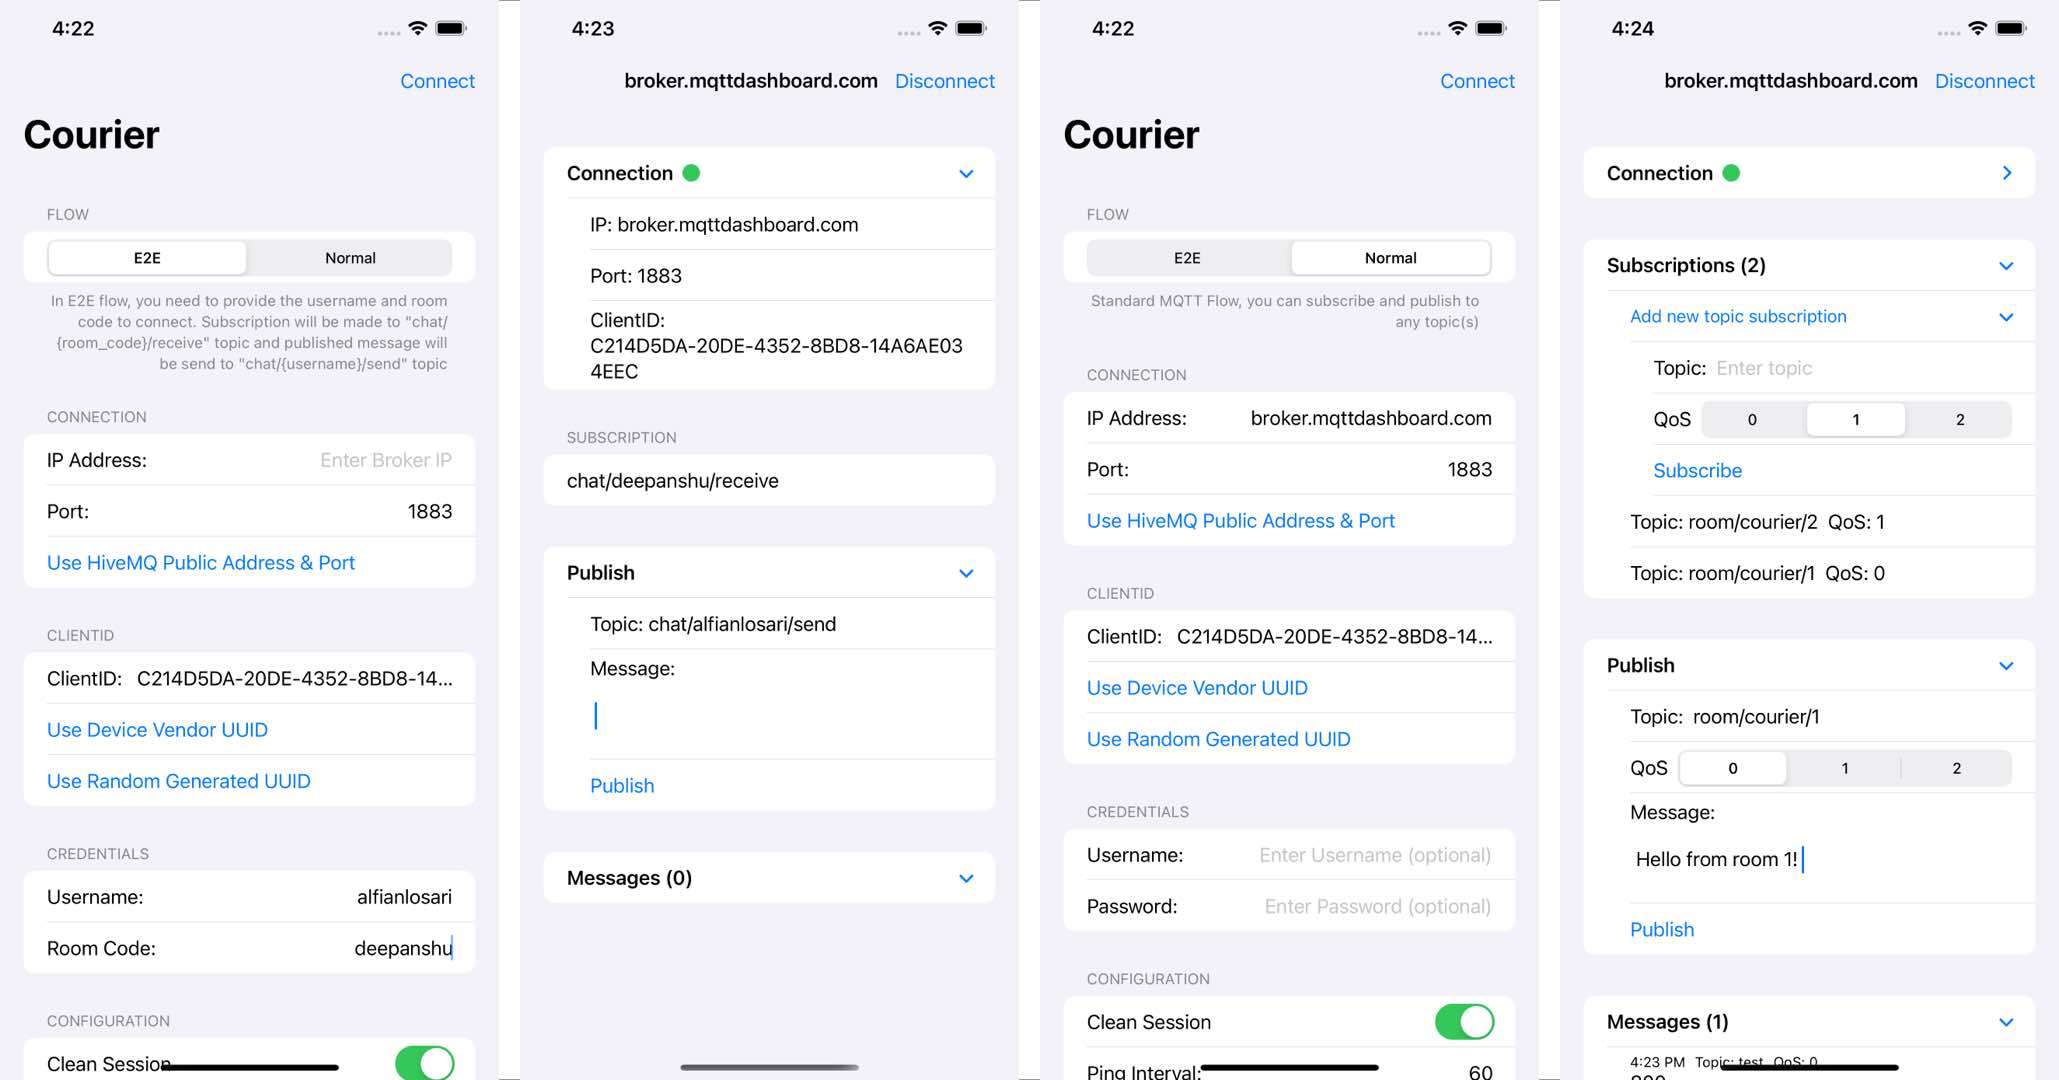 4:22
Connect
Courier
FLOW
E2E Normal
In E2E flow, you need to provide the username and room
code to connect. Subscription will be made to "chat/
{room_code}/receive" topic and published message will
be send to "chat/{username}/send" topic
CONNECTION
IP Address: Enter Broker IP
Port: 1883
Use HiveMQ Public Address & Port
CLIENTID
ClientID: C214D5DA-20DE-4352-8BD8-14...
Use Device Vendor UUID
Use Random Generated UUID
CREDENTIALS
Username: alfianlosari
Room Code: deepanshu
CONFIGURATION
Clean Session
4:23
broker.mqttdashboard.com Disconnect
Connection
IP: broker.mqttdashboard.com
Port: 1883
ClientID:
C214D5DA-20DE-4352-8BD8-14A6AE03
4EEC
SUBSCRIPTION
chat/deepanshu/receive
Publish
Topic: chat/alfianlosari/send
Message:
Publish
Messages (0)
4:22
Connect
Courier
FLOW
E2E Normal
Standard MQTT Flow, you can subscribe and publish to
any topic(s)
CONNECTION
IP Address: broker.mqttdashboard.com
Port: 1883
Use HiveMQ Public Address & Port
CLIENTID
ClientID: C214D5DA-20DE-4352-8BD8-14...
Use Device Vendor UUID
Use Random Generated UUID
CREDENTIALS
Username: Enter Username (optional)
Password: Enter Password (optional)
CONFIGURATION
Clean Session
Ping Interval: 60
4:24
broker.mqttdashboard.com Disconnect
Connection
Subscriptions (2)
Add new topic subscription
Topic: Enter topic
QoS 0 1 2
Subscribe
Topic: room/courier/2 QoS: 1
Topic: room/courier/1 QoS: 0
Publish
Topic: room/courier/1
QoS 0 1 2
Message:
Hello from room 1!
Publish
Messages (1)
4:23 PM Topic: test QoS: 0